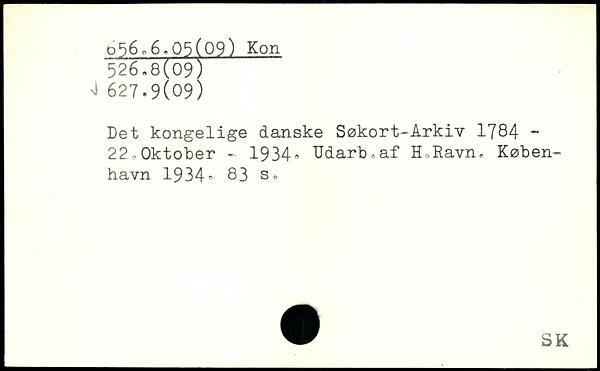 656.6.05(09) Kon
526.8(09)
627.9(09)
Det kongelige danske Søkort-Arkiv 1784 -
22.Oktober - 1934. Udarb.af H.Ravn. Køben-
havn 1934. 83 s.
SK